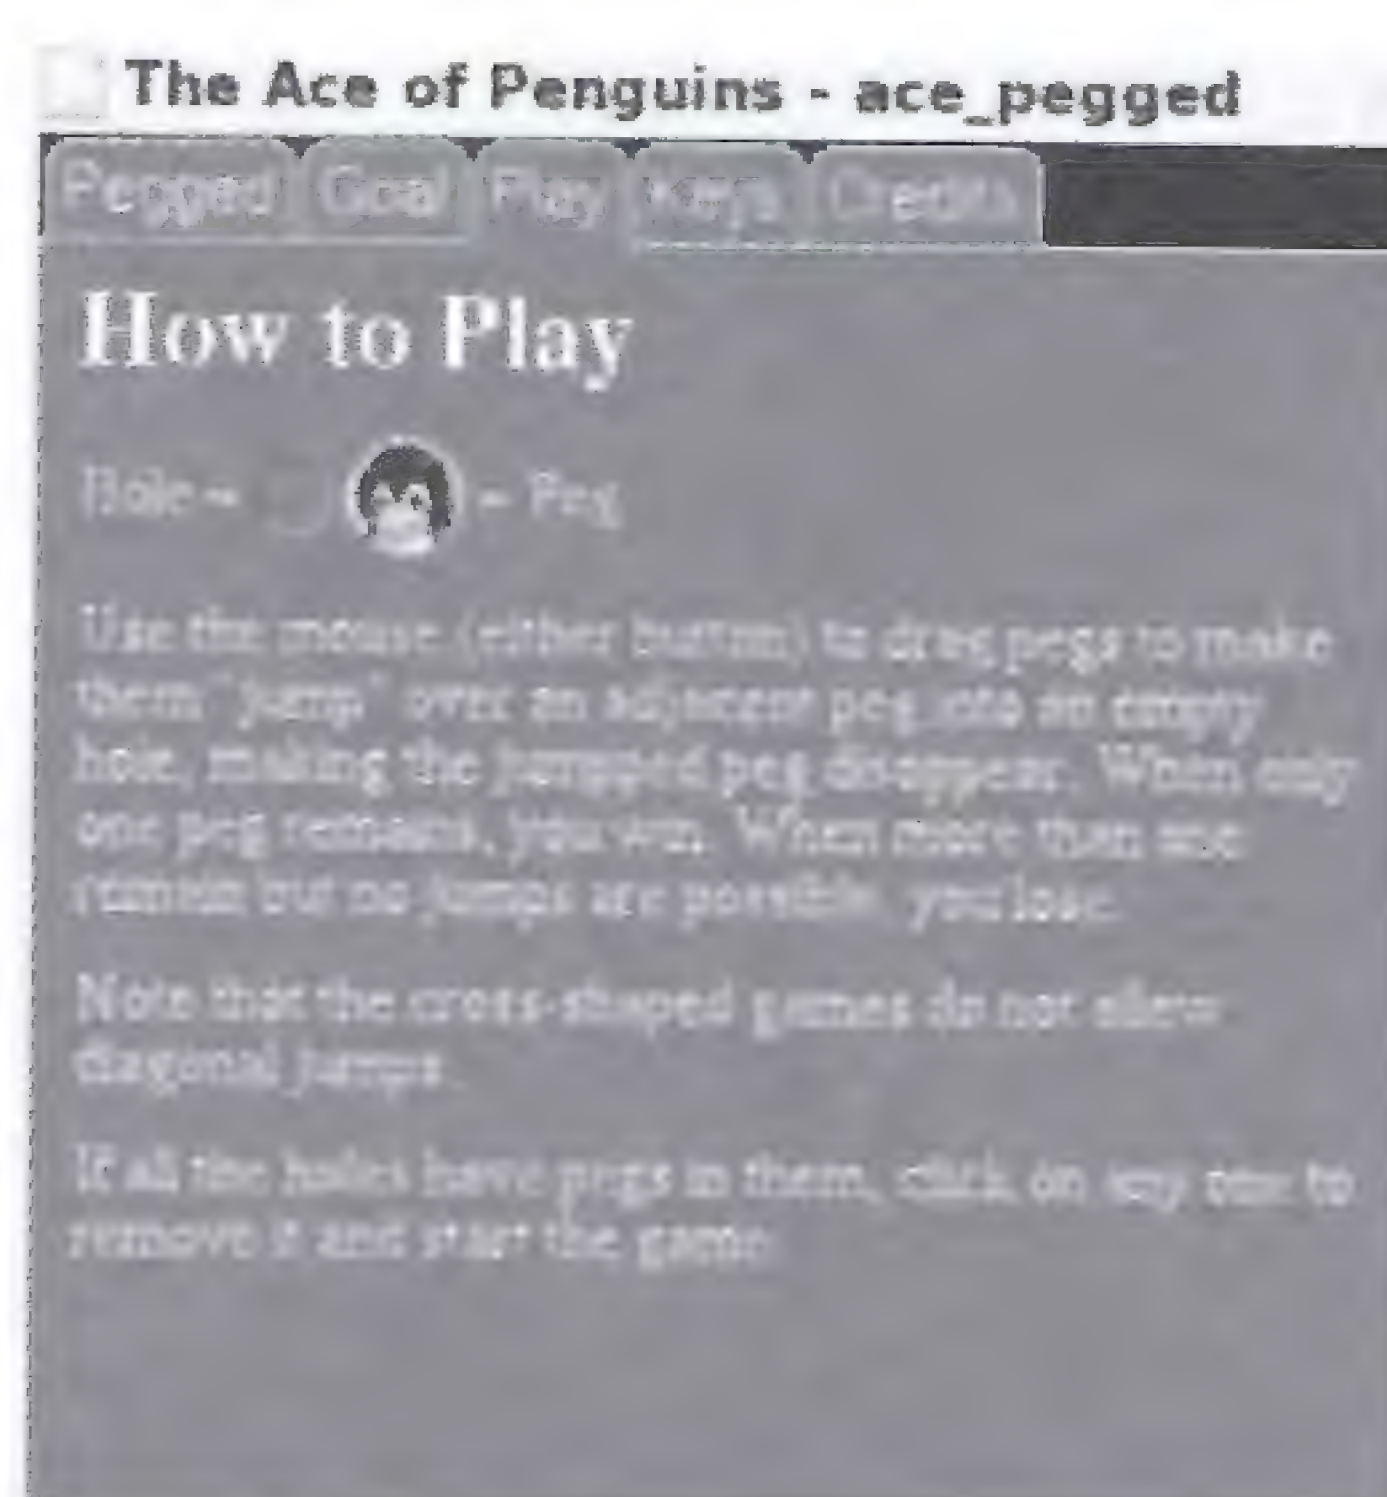 The Ace of Penguins - ace_pegged
Pegged Goal Play Keys Credits
How to Play
Hole = = Peg
Use the mouse (either button) to drag pegs to make
them "jump" over an adjacent peg into an empty
hole, making the jumpped peg disappear. When only
one peg remains, you win. When more than one
remain but no jumps are possible, you lose.
Note that the cross-shaped games do not allow
diagonal jumps.
If all the holes have pegs in them, click on any one to
remove it and start the game.